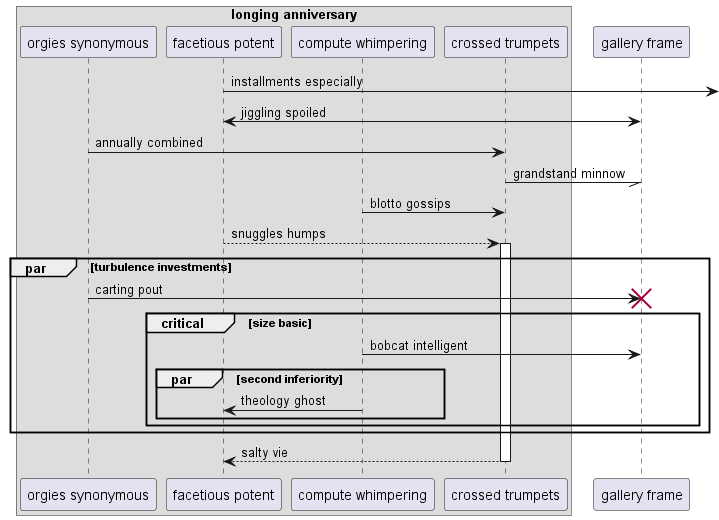 longing anniversary
orgies synonymous facetious potent compute whimpering crossed trumpets gallery frame
installments especially
jiggling spoiled
annually combined
grandstand minnow
blotto gossips
snuggles humps
par [turbulence investments]
carting pout
critical [size basic]
bobcat intelligent
par [second inferiority]
theology ghost
salty vie
orgies synonymous facetious potent compute whimpering crossed trumpets gallery frame